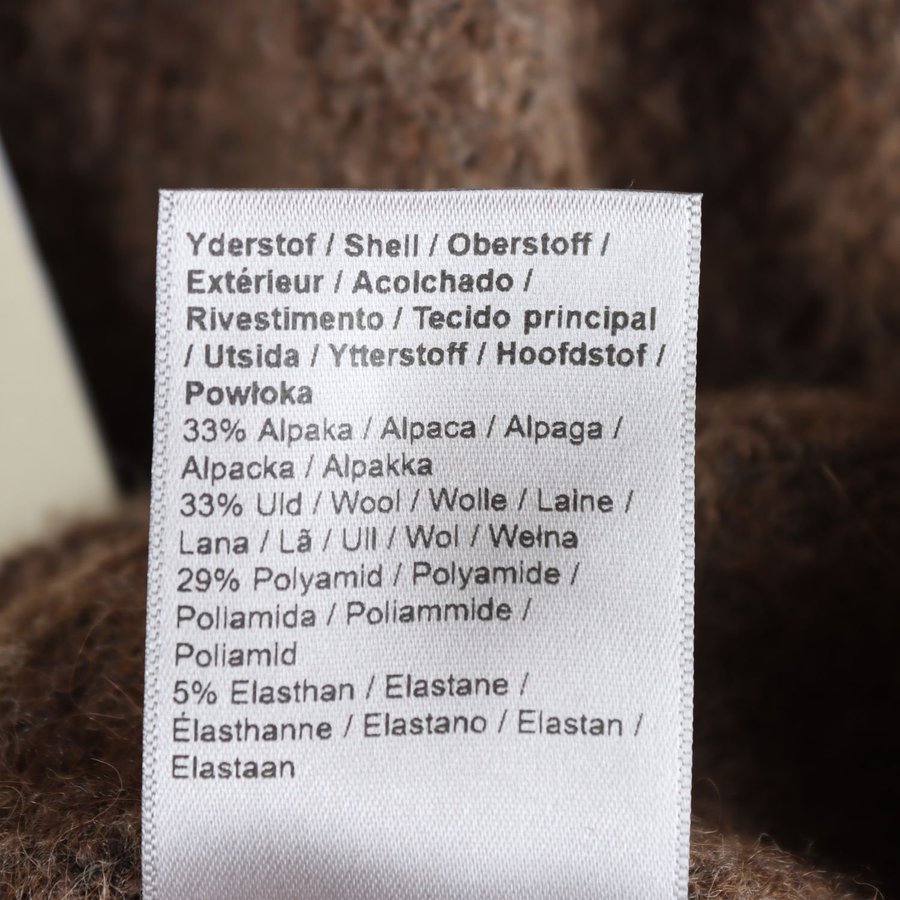 Yderstof / Shell / Oberstoff /
Extérieur / Acolchado /
Rivestimento / Tecido principal
/ Utsida / Ytterstoff / Hoofdstof /
Powłoka
33% Alpaka / Alpaca / Alpaga /
Alpacka / Alpakka
33% Uld / Wool / Wolle / Laine /
Lana / Lã / Ull / Wol / Wełna
29% Polyamid / Polyamide /
Poliamida / Poliammide /
Poliamid
5% Elasthan / Elastane /
Élasthanne / Elastano / Elastan /
Elastaan